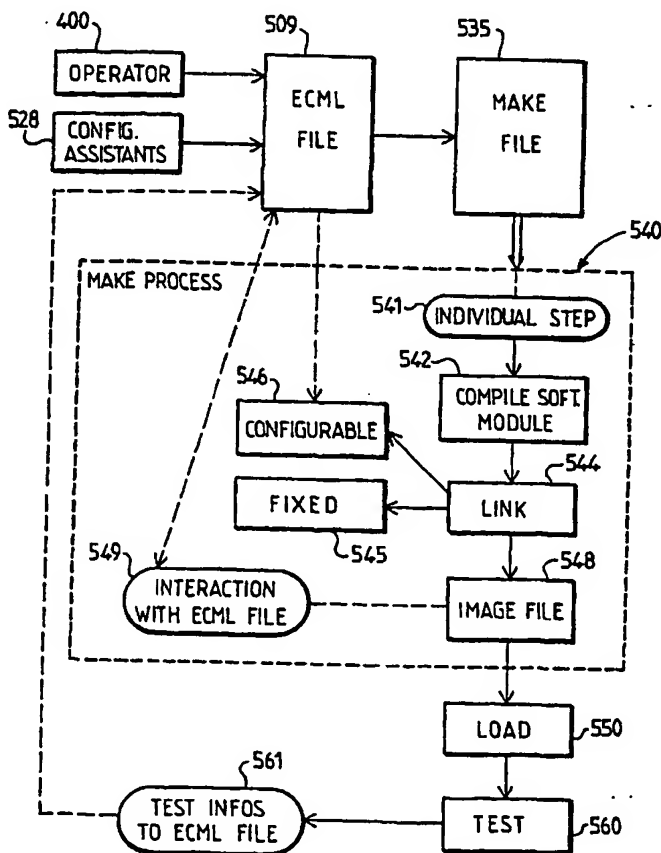 400
OPERATOR
528
CONFIG.
ASSISTANTS
509
ECML
FILE
535
MAKE
FILE
540
MAKE PROCESS
541
INDIVIDUAL STEP
542
COMPILE SOFT.
MODULE
546
CONFIGURABLE
544
LINK
FIXED
545
549
INTERACTION
WITH ECML FILE
548
IMAGE FILE
LOAD
550
561
TEST INFOS
TO ECML FILE
TEST
560